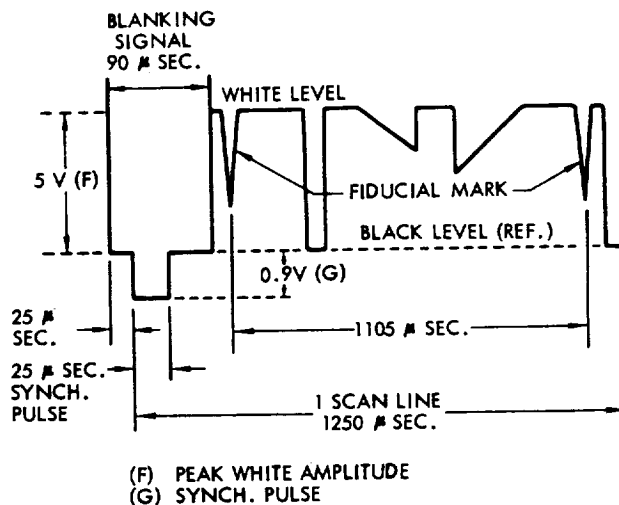 BLANKING
SIGNAL
90 μ SEC.
WHITE LEVEL
5 V (F)
FIDUCIAL MARK
BLACK LEVEL (REF.)
0.9V (G)
25 μ
SEC.
1105 μ SEC.
25 μ SEC.
SYNCH.
PULSE
1 SCAN LINE
1250 μ SEC.
(F) PEAK WHITE AMPLITUDE
(G) SYNCH. PULSE